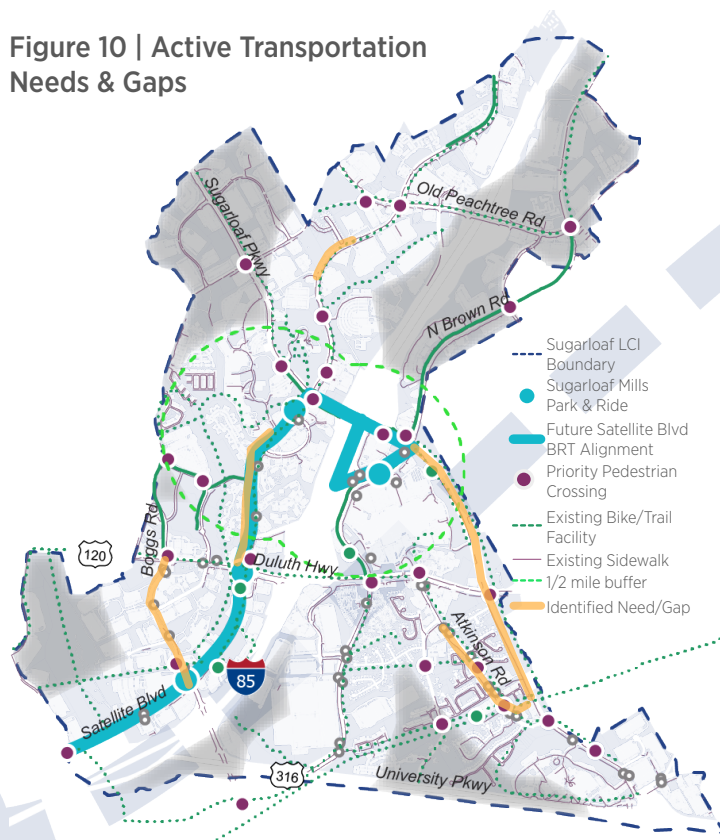 Figure 10 | Active Transportation
Needs & Gaps
Sugarloaf Pkwy
Old Peachtree Rd
N Brown Rd
Sugarloaf LCI
Boundary
Sugarloaf Mills
Park & Ride
Future Satellite Blvd
BRT Alignment
Priority Pedestrian
Crossing
Existing Bike/Trail
Facility
Existing Sidewalk
1/2 mile buffer
Identified Need/Gap
Boggs Rd
120
Duluth Hwy
Atkinson Rd
85
Satellite Blvd
316
University Pkwy